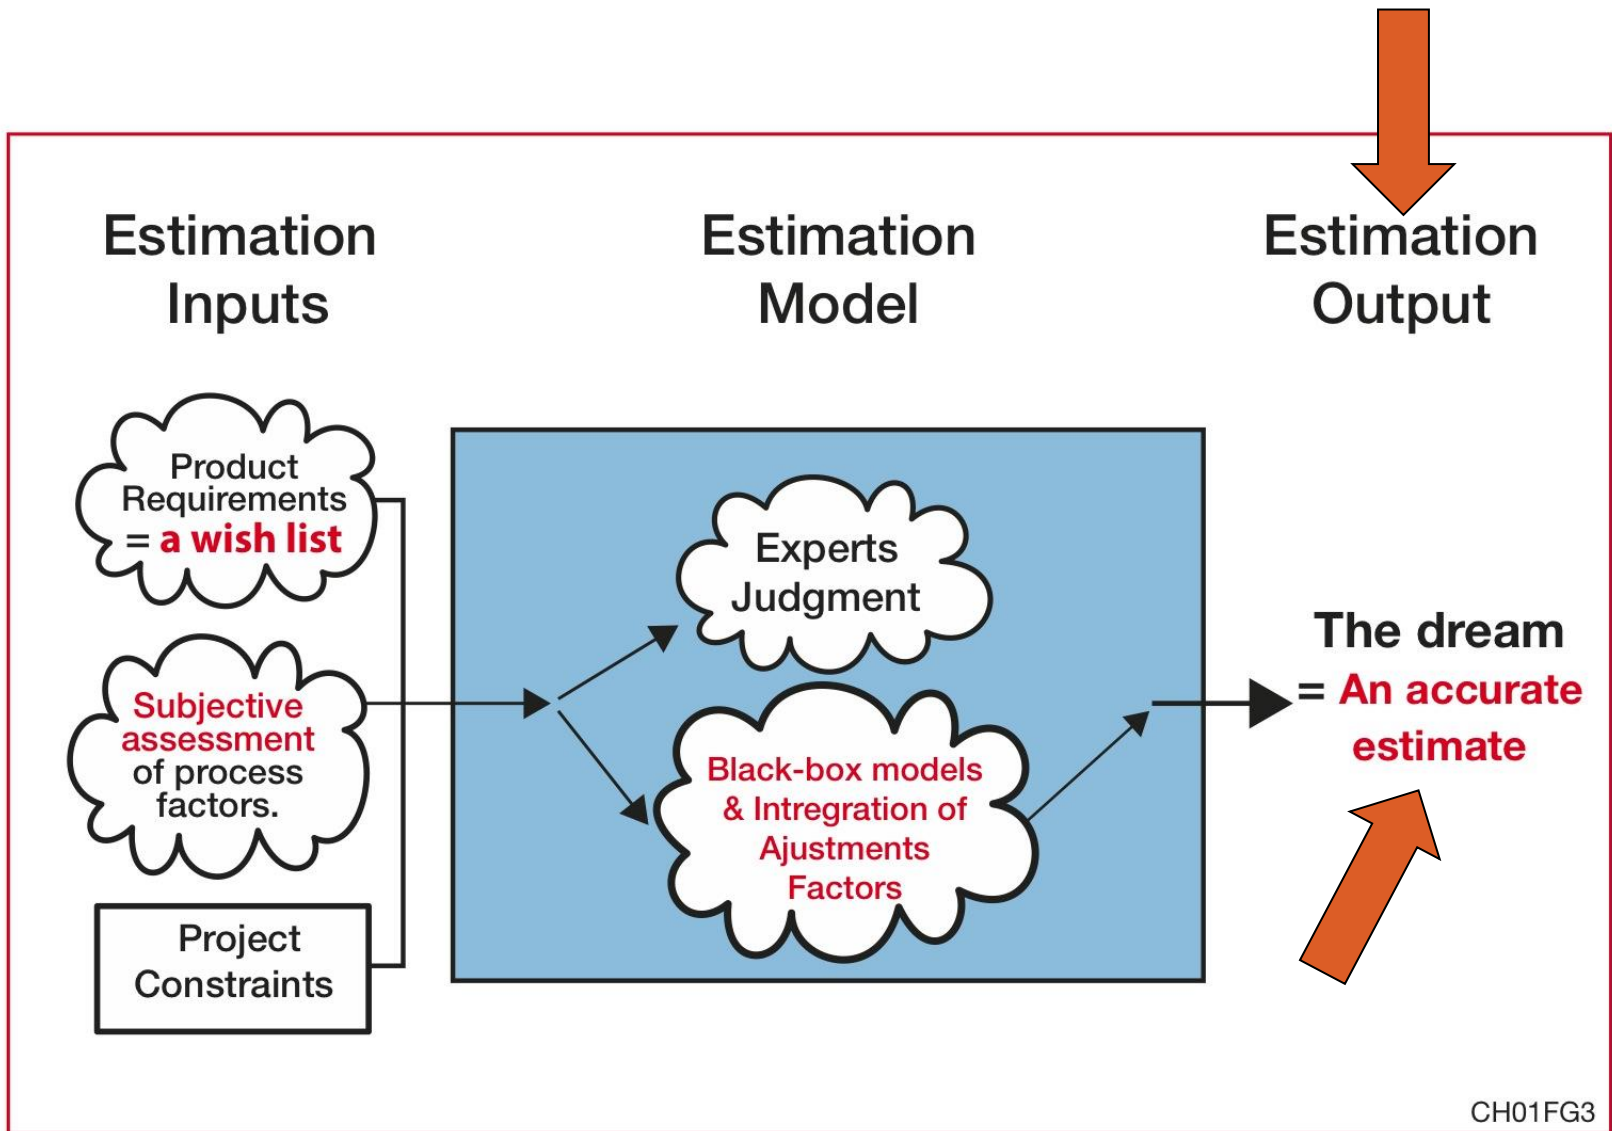 Estimation
Inputs
Estimation
Model
Estimation
Output
Product
Requirements
= a wish list
Subjective
assessment
of process
factors.
Project
Constraints
Experts
Judgment
Black-box models
& Intregration of
Ajustments
Factors
The dream
= An accurate
estimate
CH01FG3